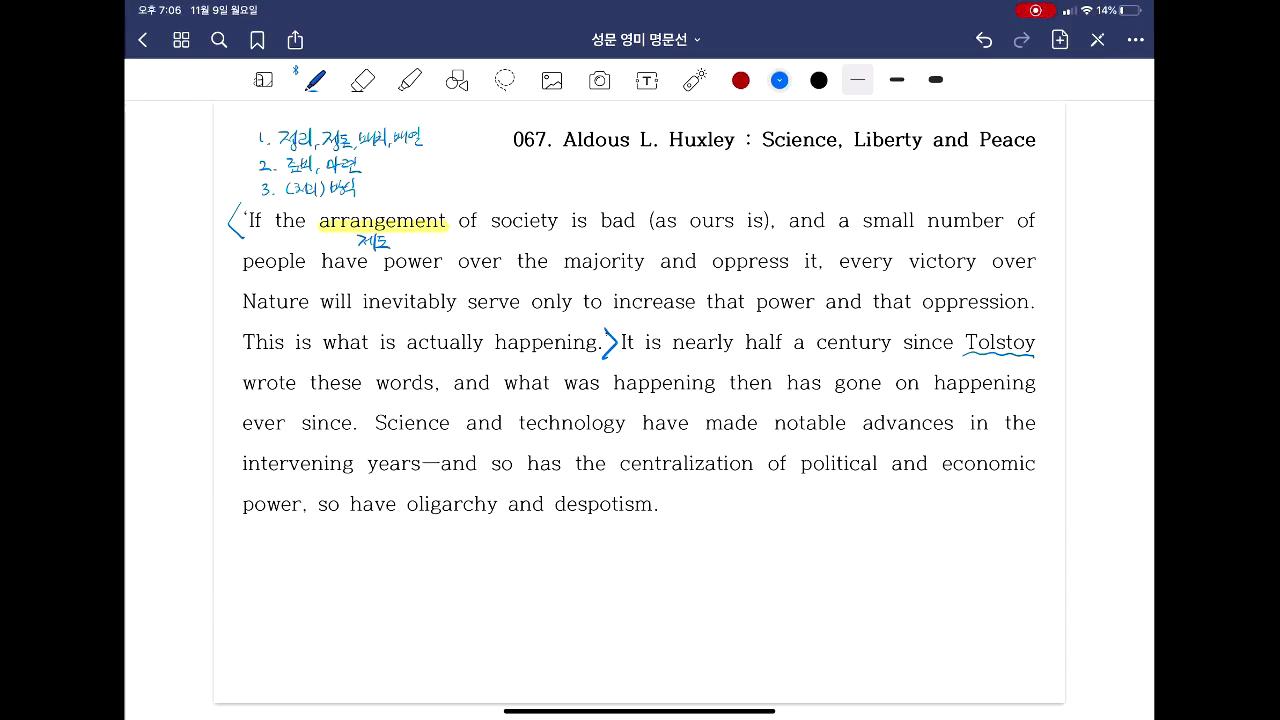 오후 7:06 11월 9일 월요일
14%
성문 영미 명문선
1. 정리, 정돈, 배치, 배열
067. Aldous L. Huxley : Science, Liberty and Peace
2. 준비, 마련
3. (처리) 방식
‘If the arrangement of society is bad (as ours is), and a small number of
제도
people have power over the majority and oppress it, every victory over
Nature will inevitably serve only to increase that power and that oppression.
This is what is actually happening.’ It is nearly half a century since Tolstoy
wrote these words, and what was happening then has gone on happening
ever since. Science and technology have made notable advances in the
intervening years—and so has the centralization of political and economic
power, so have oligarchy and despotism.